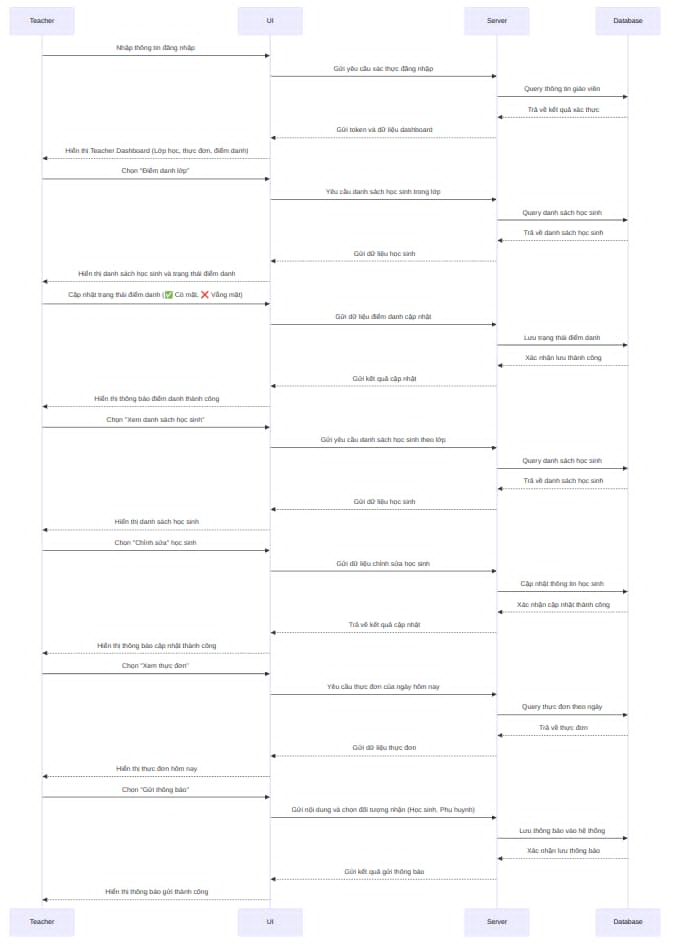 Teacher
UI
Server
Database
Nhập thông tin đăng nhập
Gửi yêu cầu xác thực đăng nhập
Query thông tin giáo viên
Trả về kết quả xác thực
Gửi token và dữ liệu dashboard
Hiển thị Teacher Dashboard (Lớp học, thực đơn, điểm danh)
Chọn "Điểm danh lớp"
Yêu cầu danh sách học sinh trong lớp
Query danh sách học sinh
Trả về danh sách học sinh
Gửi dữ liệu học sinh
Hiển thị danh sách học sinh và trạng thái điểm danh
Cập nhật trạng thái điểm danh (✅ Có mặt, ❌ Vắng mặt)
Gửi dữ liệu điểm danh cập nhật
Lưu trạng thái điểm danh
Xác nhận lưu thành công
Gửi kết quả cập nhật
Hiển thị thông báo điểm danh thành công
Chọn "Xem danh sách học sinh"
Gửi yêu cầu danh sách học sinh theo lớp
Query danh sách học sinh
Trả về danh sách học sinh
Gửi dữ liệu học sinh
Hiển thị danh sách học sinh
Chọn "Chỉnh sửa" học sinh
Gửi dữ liệu chỉnh sửa học sinh
Cập nhật thông tin học sinh
Xác nhận cập nhật thành công
Trả về kết quả cập nhật
Hiển thị thông báo cập nhật thành công
Chọn "Xem thực đơn"
Yêu cầu thực đơn của ngày hôm nay
Query thực đơn theo ngày
Trả về thực đơn
Gửi dữ liệu thực đơn
Hiển thị thực đơn hôm nay
Chọn "Gửi thông báo"
Gửi nội dung và chọn đối tượng nhận (Học sinh, Phụ huynh)
Lưu thông báo vào hệ thống
Xác nhận lưu thông báo
Gửi kết quả gửi thông báo
Hiển thị thông báo gửi thành công
Teacher
UI
Server
Database